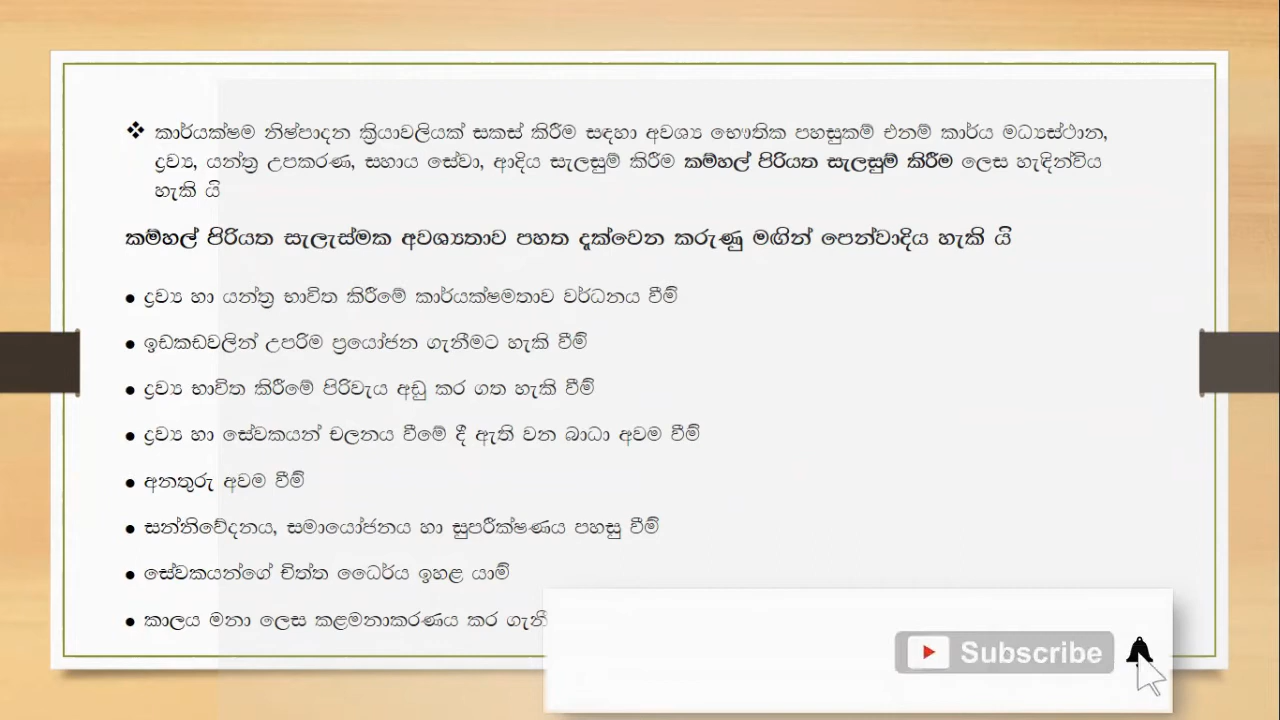 ❖ කාර්යක්ෂම නිෂ්පාදන ක්‍රියාවලියක් සකස් කිරීම සඳහා අවශ්‍ය භෞතික පහසුකම් එනම් කාර්ය මධ්‍යස්ථාන,
ද්‍රව්‍ය, යන්ත්‍ර උපකරණ, සහාය සේවා, ආදිය සැලසුම් කිරීම කම්හල් පිරියත සැලසුම් කිරීම ලෙස හැඳින්විය
හැකි යි
කම්හල් පිරියත සැලැස්මක අවශ්‍යතාව පහත දැක්වෙන කරුණු මඟින් පෙන්වාදිය හැකි යි
• ද්‍රව්‍ය හා යන්ත්‍ර භාවිත කිරීමේ කාර්යක්ෂමතාව වර්ධනය වීම්
• ඉඩකඩවලින් උපරිම ප්‍රයෝජන ගැනීමට හැකි වීම්
• ද්‍රව්‍ය භාවිත කිරීමේ පිරිවැය අඩු කර ගත හැකි වීම්
• ද්‍රව්‍ය හා සේවකයන් චලනය වීමේ දී ඇති වන බාධා අවම වීම්
• අනතුරු අවම වීම්
• සන්නිවේදනය, සමායෝජනය හා සුපරීක්ෂණය පහසු වීම්
• සේවකයන්ගේ චිත්ත ධෛර්ය ඉහළ යාම්
• කාලය මනා ලෙස කළමනාකරණය කර
Subscribe